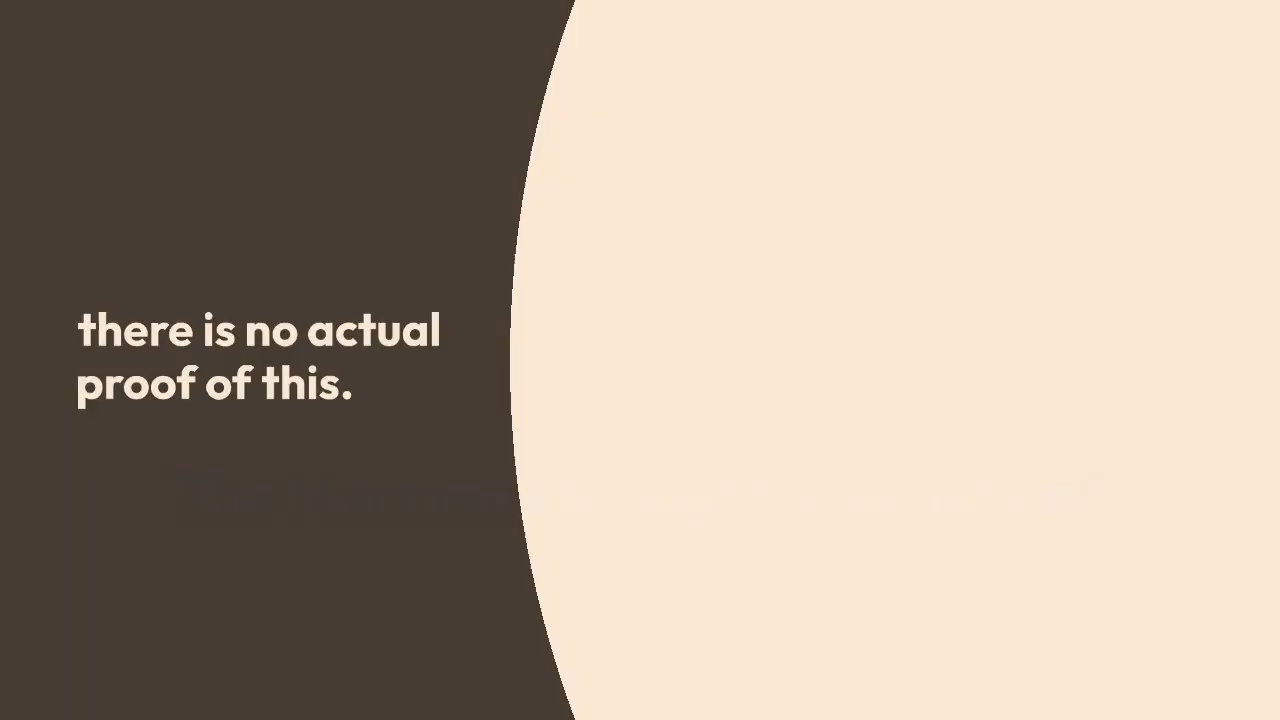 there is no actual
proof of this.